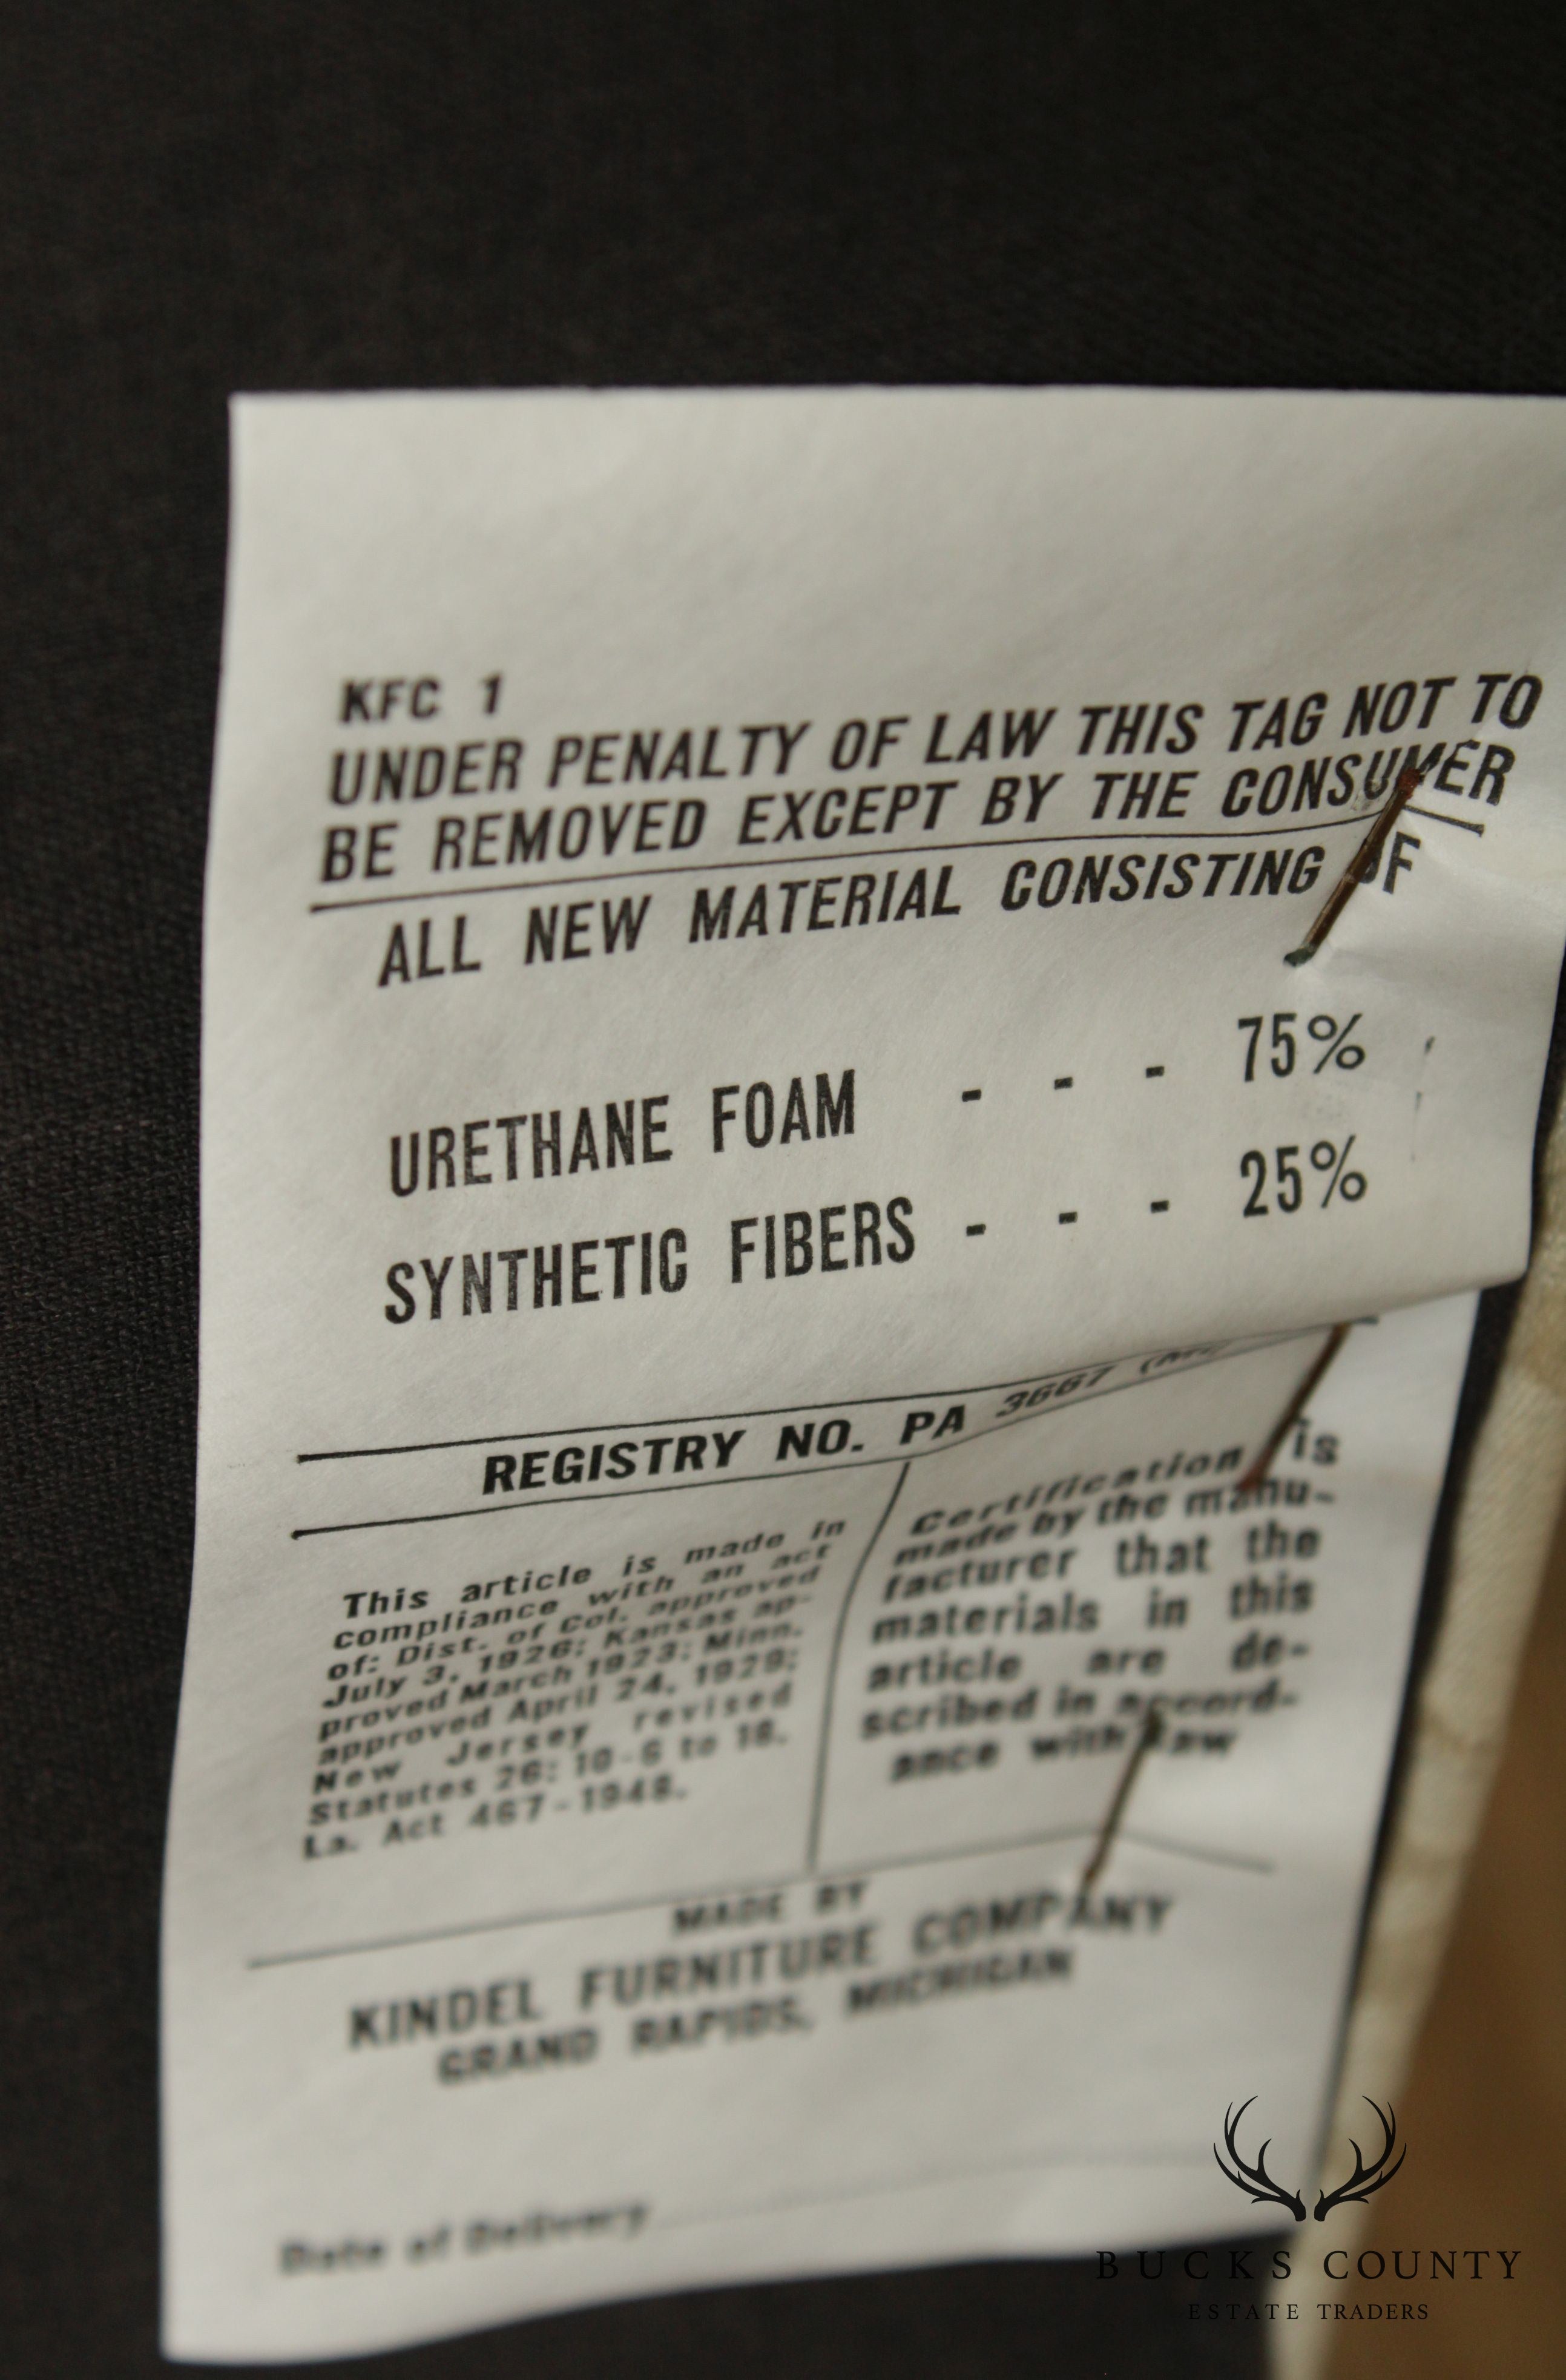 KFC 1
UNDER PENALTY OF LAW THIS TAG NOT TO
BE REMOVED EXCEPT BY THE CONSUMER
ALL NEW MATERIAL CONSISTING OF
URETHANE FOAM - - - 75%
SYNTHETIC FIBERS - - - 25%
REGISTRY NO. PA 3667
This article is made in
compliance with an act
of: Dist. of Col. approved
July 3, 1926; Kansas ap-
proved March 1923; Minn.
approved April 24, 1929;
New Jersey revised
Statutes 26: 10-6 to 18.
La. Act 467-1948.
Certification is
made by the manu-
facturer that the
materials in this
article are de-
scribed in accord-
ance with law
MADE BY
KINDEL FURNITURE COMPANY
GRAND RAPIDS, MICHIGAN
Date of Delivery
BUCKS COUNTY
ESTATE TRADERS